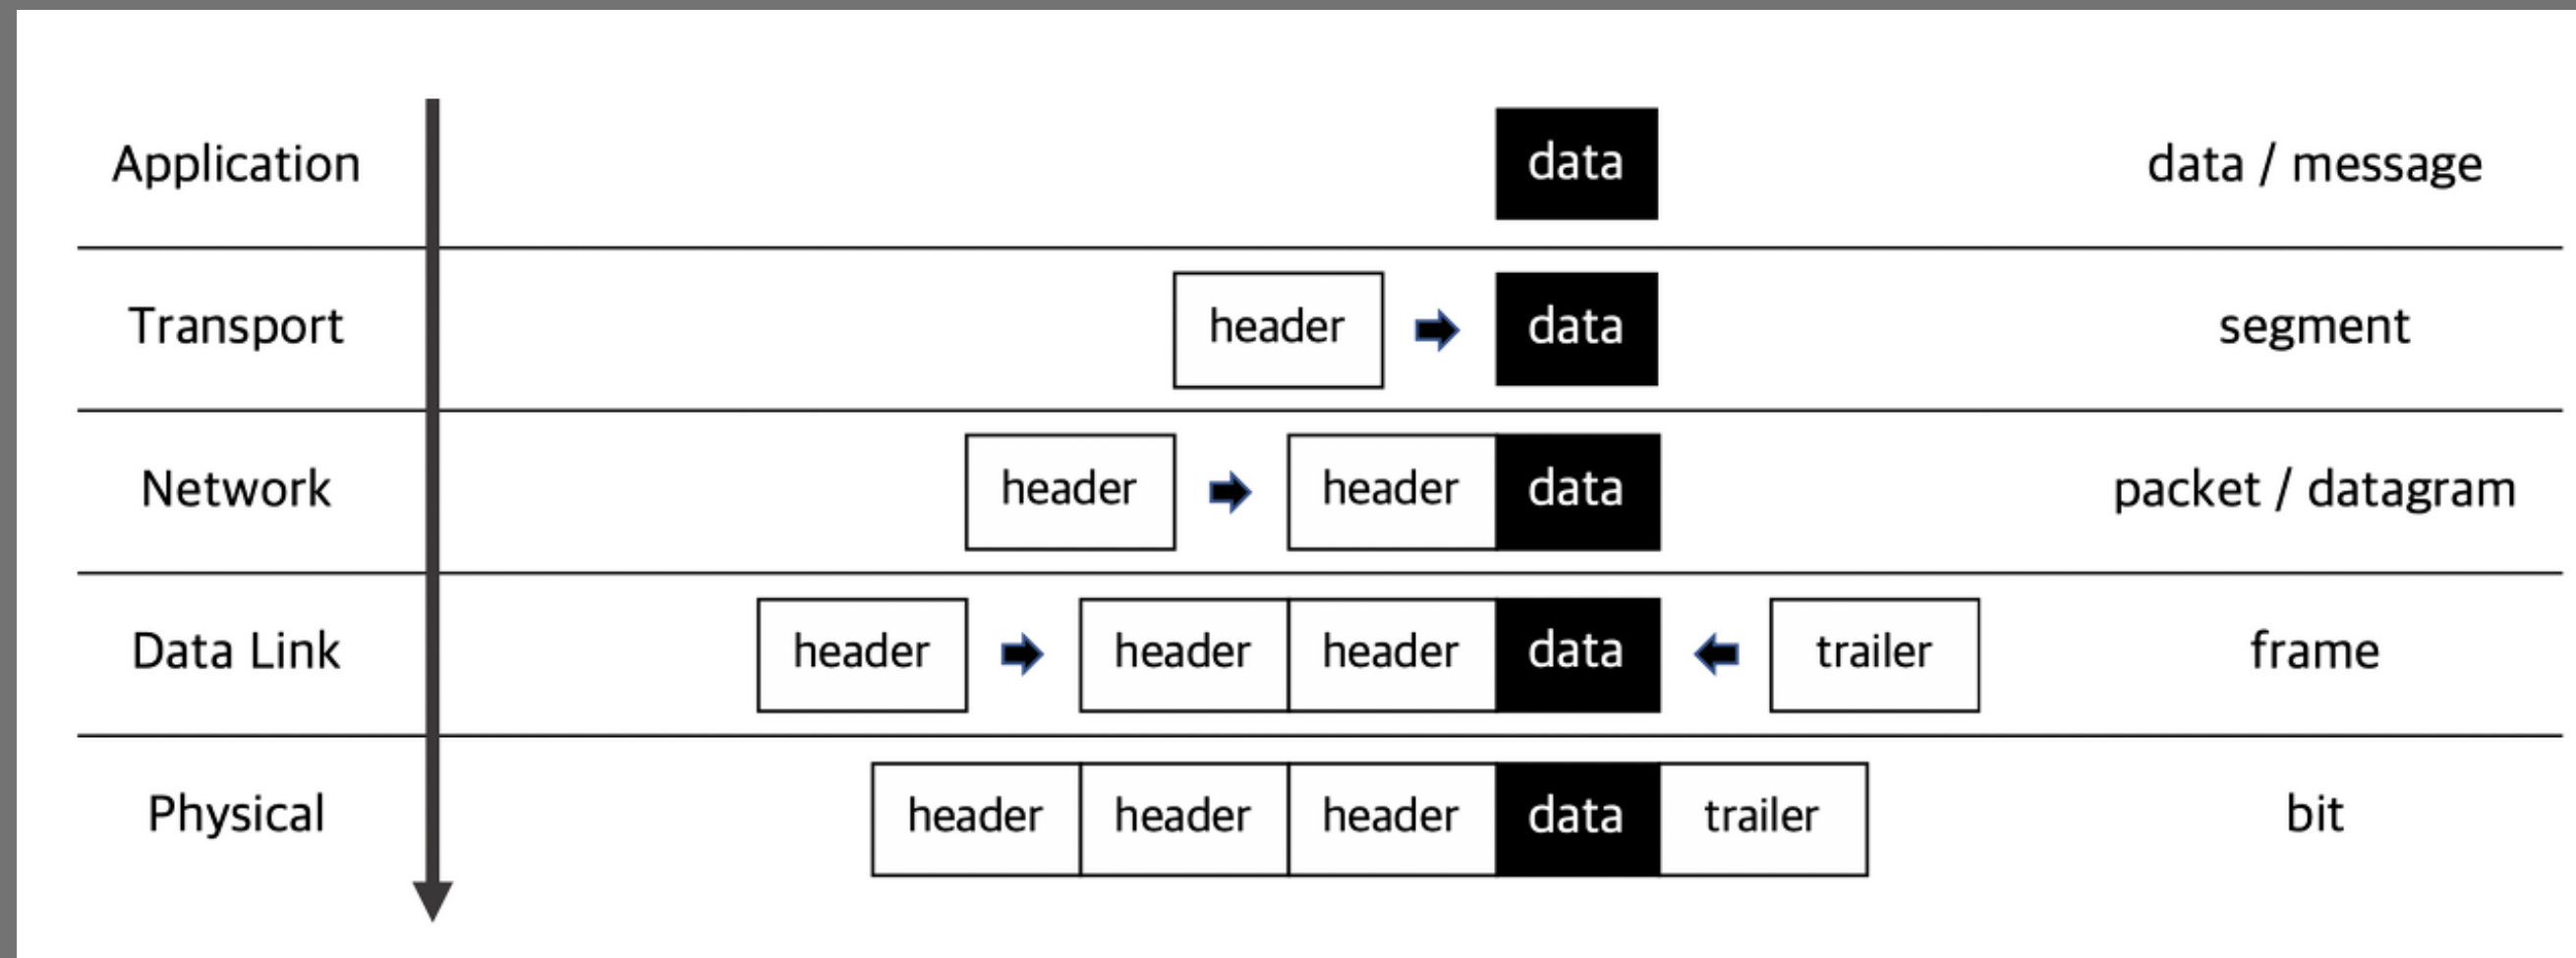 Application data data / message
Transport header data segment
Network header header data packet / datagram
Data Link header header header data trailer frame
Physical header header header data trailer bit